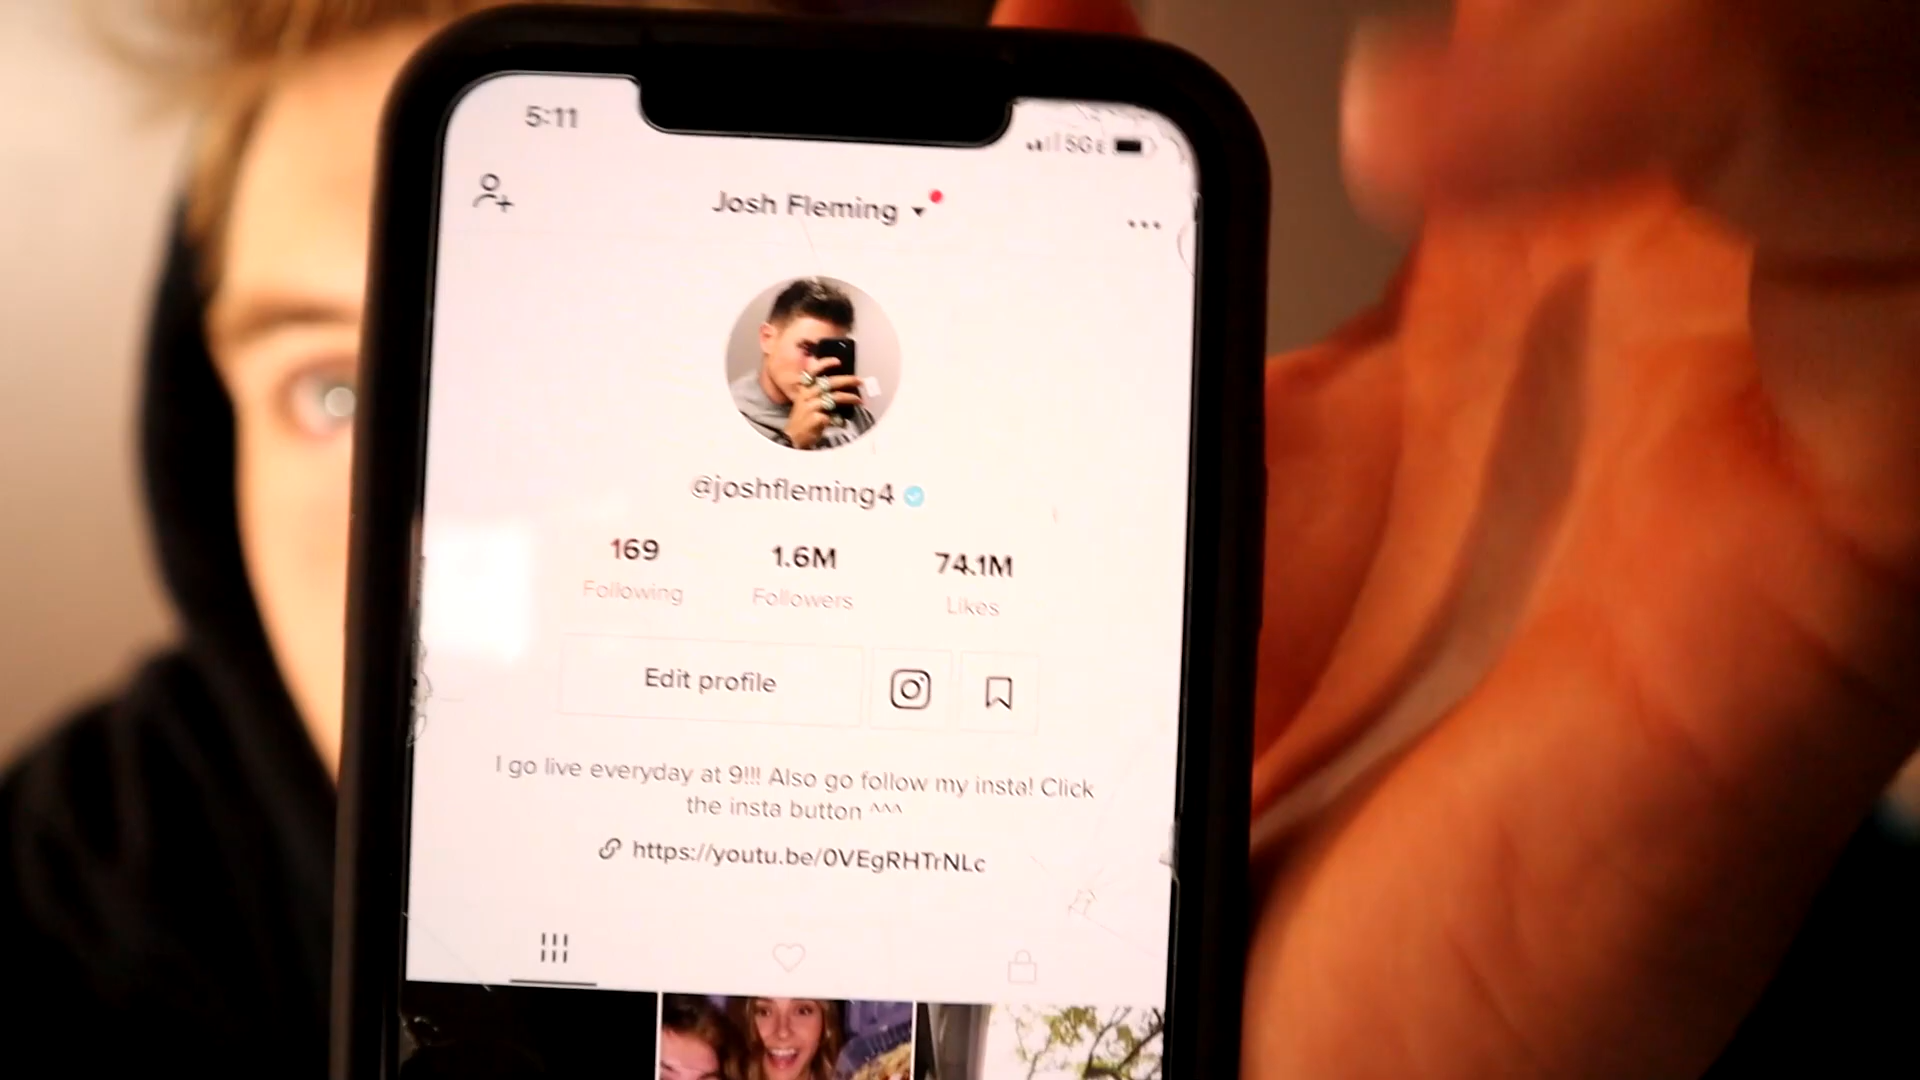 5:11
5GE
Josh Fleming
@joshfleming4
169 1.6M 74.1M
Following Followers Likes
Edit profile
I go live everyday at 9!!! Also go follow my insta! Click
the insta button ^^^
https://youtu.be/0VEgRHTrNLc